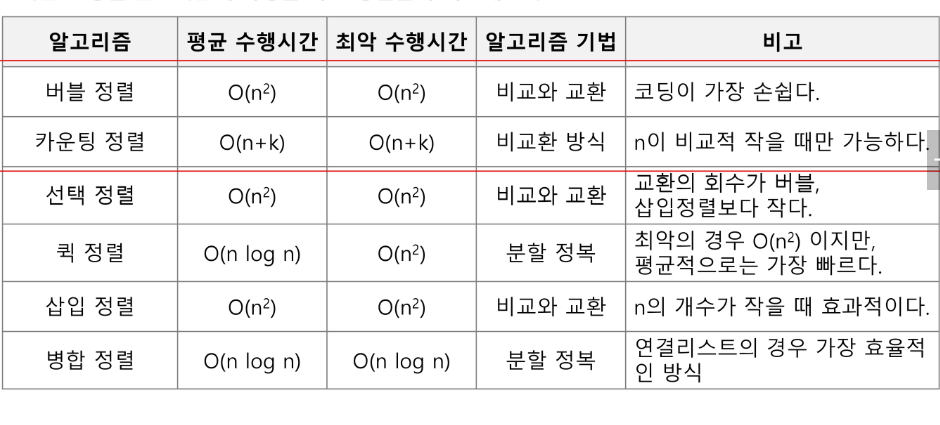 알고리즘 평균 수행시간 최악 수행시간 알고리즘 기법 비고
버블 정렬 O(n²) O(n²) 비교와 교환 코딩이 가장 손쉽다.
카운팅 정렬 O(n+k) O(n+k) 비교환 방식 n이 비교적 작을 때만 가능하다.
선택 정렬 O(n²) O(n²) 비교와 교환 교환의 회수가 버블,
삽입정렬보다 작다.
퀵 정렬 O(n log n) O(n²) 분할 정복 최악의 경우 O(n²) 이지만,
평균적으로는 가장 빠르다.
삽입 정렬 O(n²) O(n²) 비교와 교환 n의 개수가 작을 때 효과적이다.
병합 정렬 O(n log n) O(n log n) 분할 정복 연결리스트의 경우 가장 효율적
인 방식